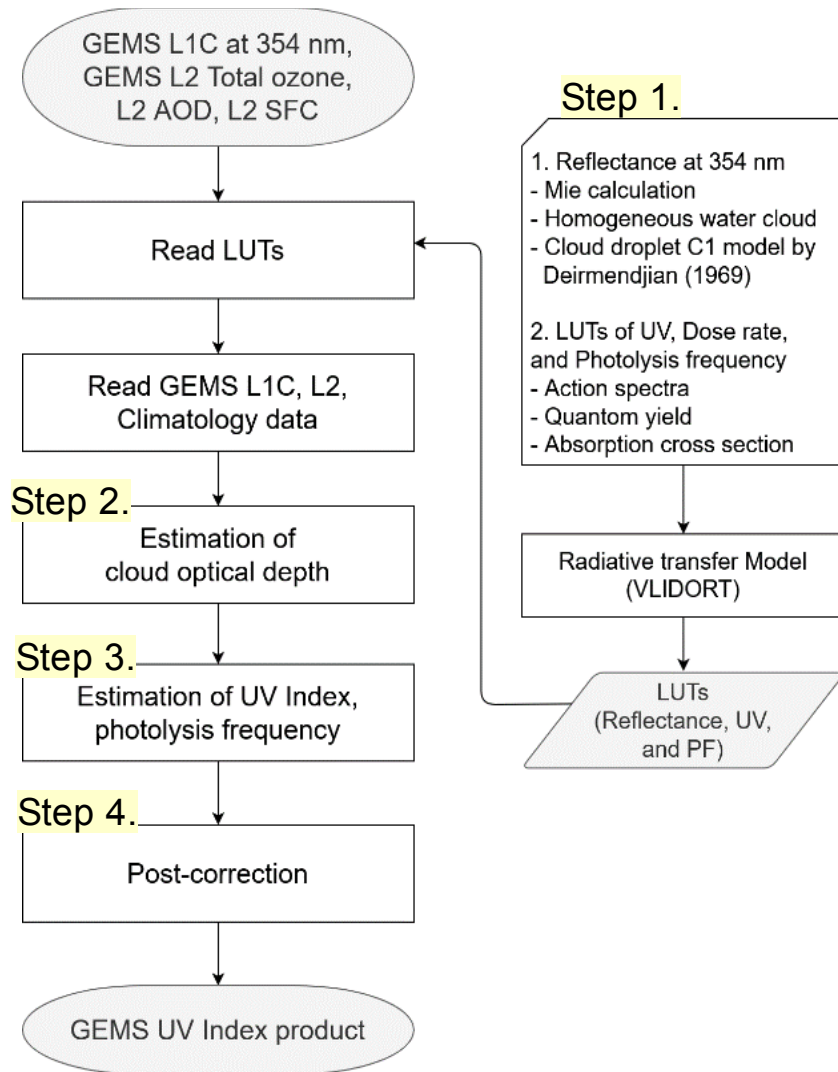 GEMS L1C at 354 nm,
GEMS L2 Total ozone,
L2 AOD, L2 SFC
Read LUTs
Read GEMS L1C, L2,
Climatology data
Step 2.
Estimation of
cloud optical depth
Step 3.
Estimation of UV Index,
photolysis frequency
Step 4.
Post-correction
GEMS UV Index product
Step 1.
1. Reflectance at 354 nm
- Mie calculation
- Homogeneous water cloud
- Cloud droplet C1 model by
Deirmendjian (1969)
2. LUTs of UV, Dose rate,
and Photolysis frequency
- Action spectra
- Quantom yield
- Absorption cross section
Radiative transfer Model
(VLIDORT)
LUTs
(Reflectance, UV,
and PF)